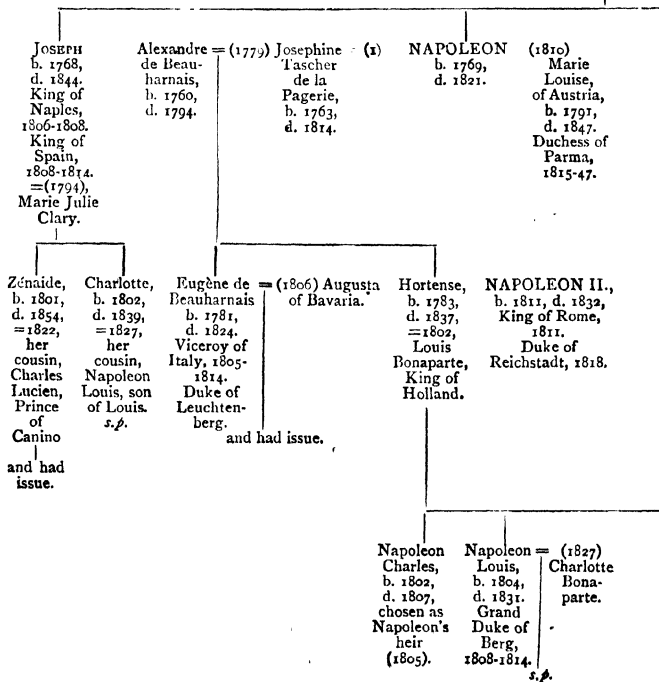 JOSEPH
b. 1768,
d. 1844.
King of
Naples,
1806-1808.
King of
Spain,
1808-1814.
=(1794),
Marie Julie
Clary.
Alexandre = (1779) Josephine (1)
de Beau-
harnais,
b. 1760,
d. 1794.
Tascher
de la
Pagerie,
b. 1763,
d. 1814.
NAPOLEON
b. 1769,
d. 1821.
(1810)
Marie
Louise,
of Austria,
b. 1791,
d. 1847.
Duchess of
Parma,
1815-47.
Zénaide,
b. 1801,
d. 1854,
=1822,
her
cousin,
Charles
Lucien,
Prince
of
Canino
and had
issue.
Charlotte,
b. 1802,
d. 1839,
=1827,
her
cousin,
Napoleon
Louis, son
of Louis.
s.p.
Eugène de = (1806) Augusta
Beauharnais
b. 1781,
d. 1824.
Viceroy of
Italy, 1805-
1814.
Duke of
Leuchten-
berg.
of Bavaria.
and had issue.
Hortense,
b. 1783,
d. 1837,
=1802,
Louis
Bonaparte,
King of
Holland.
NAPOLEON II.,
b. 1811, d. 1832,
King of Rome,
1811.
Duke of
Reichstadt, 1818.
Napoleon
Charles,
b. 1802,
d. 1807,
chosen as
Napoleon's
heir
(1805).
Napoleon = (1827)
Louis,
b. 1804,
d. 1831.
Grand
Duke of
Berg,
1808-1814.
Charlotte
Bona-
parte.
s.p.